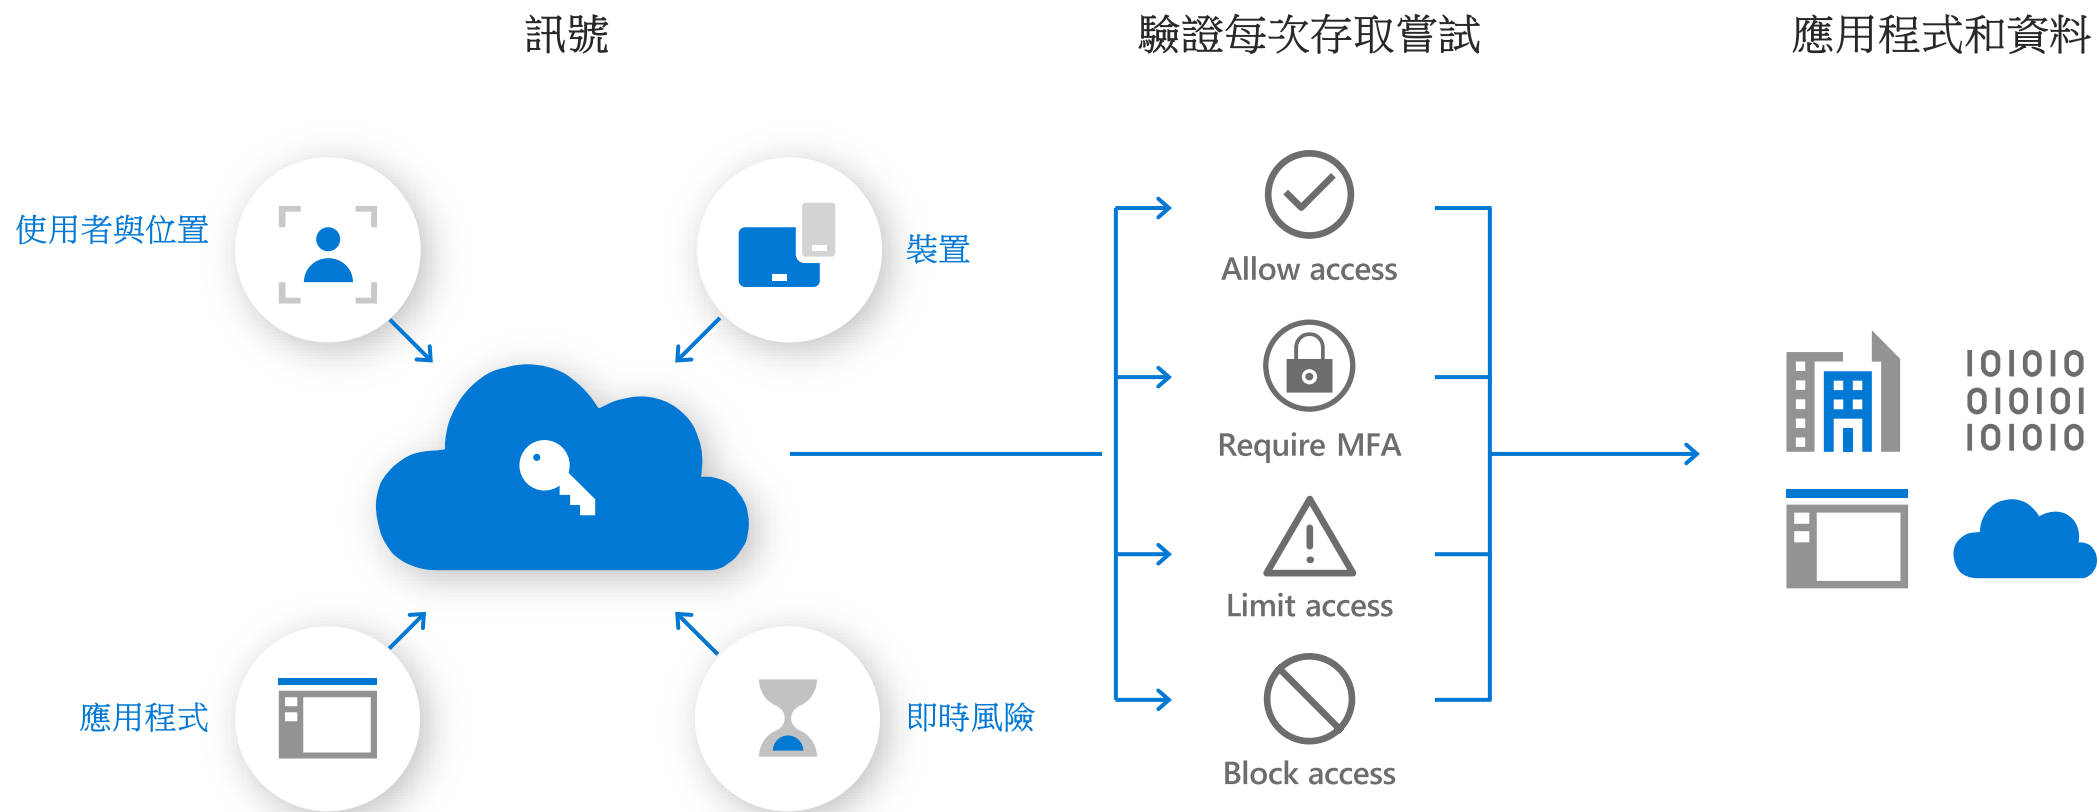 訊號
驗證每次存取嘗試
應用程式和資料
使用者與位置
裝置
應用程式
即時風險
Allow access
Require MFA
Limit access
Block access
101010
010101
101010